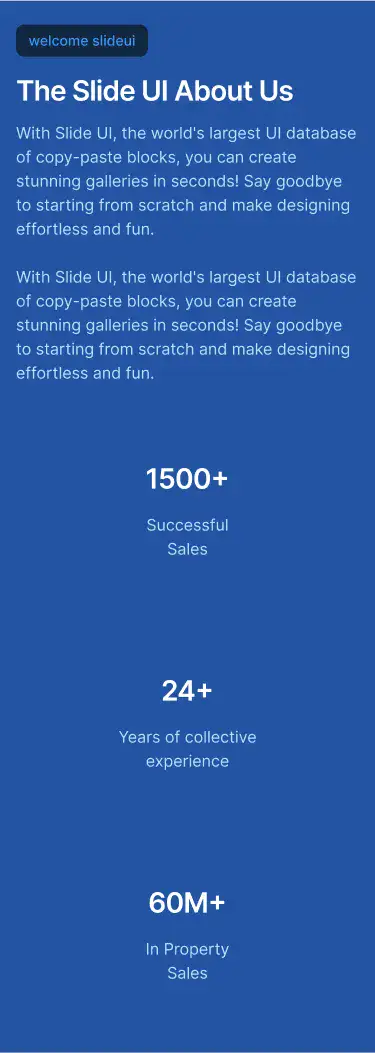 welcome slideui
The Slide UI About Us
With Slide UI, the world's largest UI database
of copy-paste blocks, you can create
stunning galleries in seconds! Say goodbye
to starting from scratch and make designing
effortless and fun.
With Slide UI, the world's largest UI database
of copy-paste blocks, you can create
stunning galleries in seconds! Say goodbye
to starting from scratch and make designing
effortless and fun.
1500+
Successful
Sales
24+
Years of collective
experience
60M+
In Property
Sales